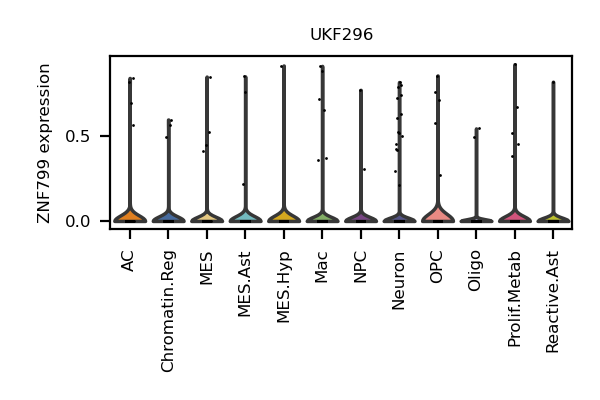 UKF296
ZNF799 expression
0.5
0.0
AC
Chromatin.Reg
MES
MES.Ast
MES.Hyp
Mac
NPC
Neuron
OPC
Oligo
Prolif.Metab
Reactive.Ast